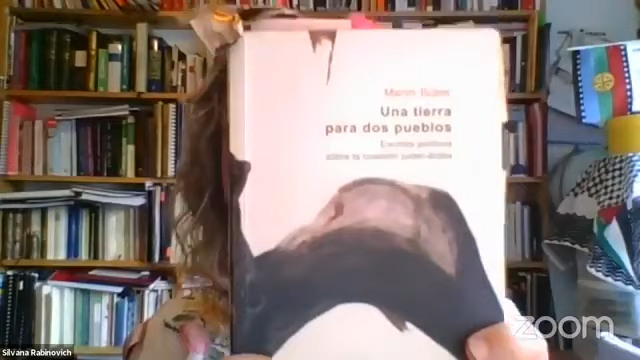 Martin Buber
Una tierra
para dos pueblos
Escritos políticos
sobre la cuestión judeo-árabe
zoom
Silvana Rabinovich